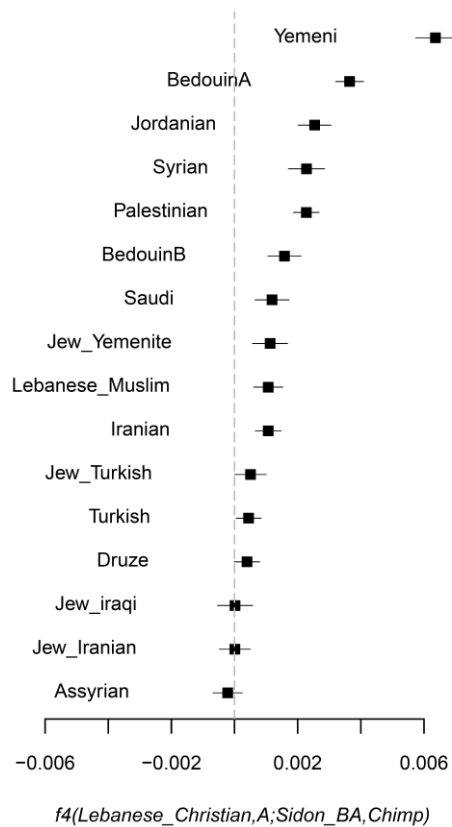 Yemeni
BedouinA
Jordanian
Syrian
Palestinian
BedouinB
Saudi
Jew_Yemenite
Lebanese_Muslim
Iranian
Jew_Turkish
Turkish
Druze
Jew_iraqi
Jew_Iranian
Assyrian
−0.006 −0.002 0.002 0.006
f4(Lebanese_Christian,A;Sidon_BA,Chimp)